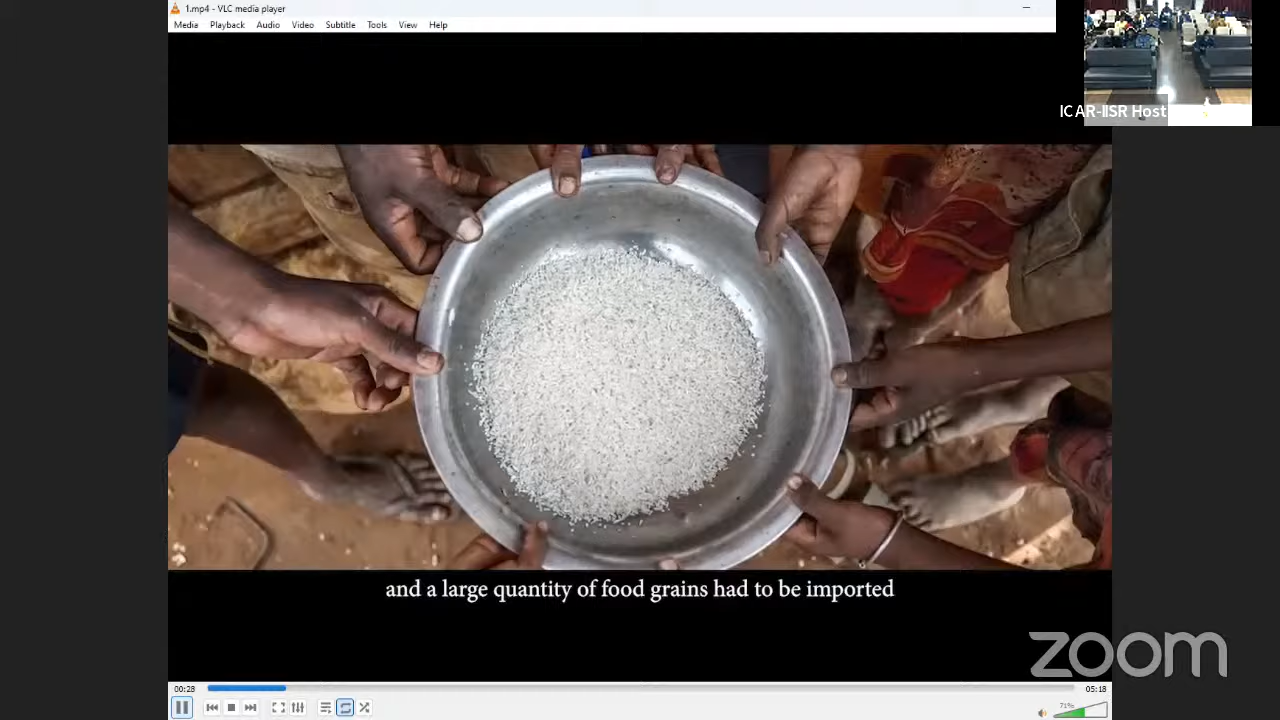 1.mp4 - VLC media player
Media Playback Audio Video Subtitle Tools View Help
ICAR-IISR Host
and a large quantity of food grains had to be imported
zoom
00:28
05:18
71%